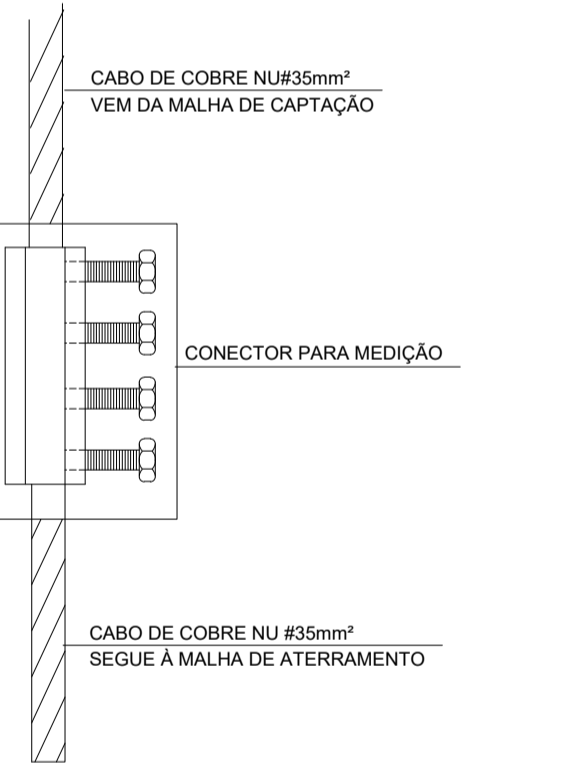 CABO DE COBRE NU#35mm²
VEM DA MALHA DE CAPTAÇÃO
CONECTOR PARA MEDIÇÃO
CABO DE COBRE NU #35mm²
SEGUE À MALHA DE ATERRAMENTO